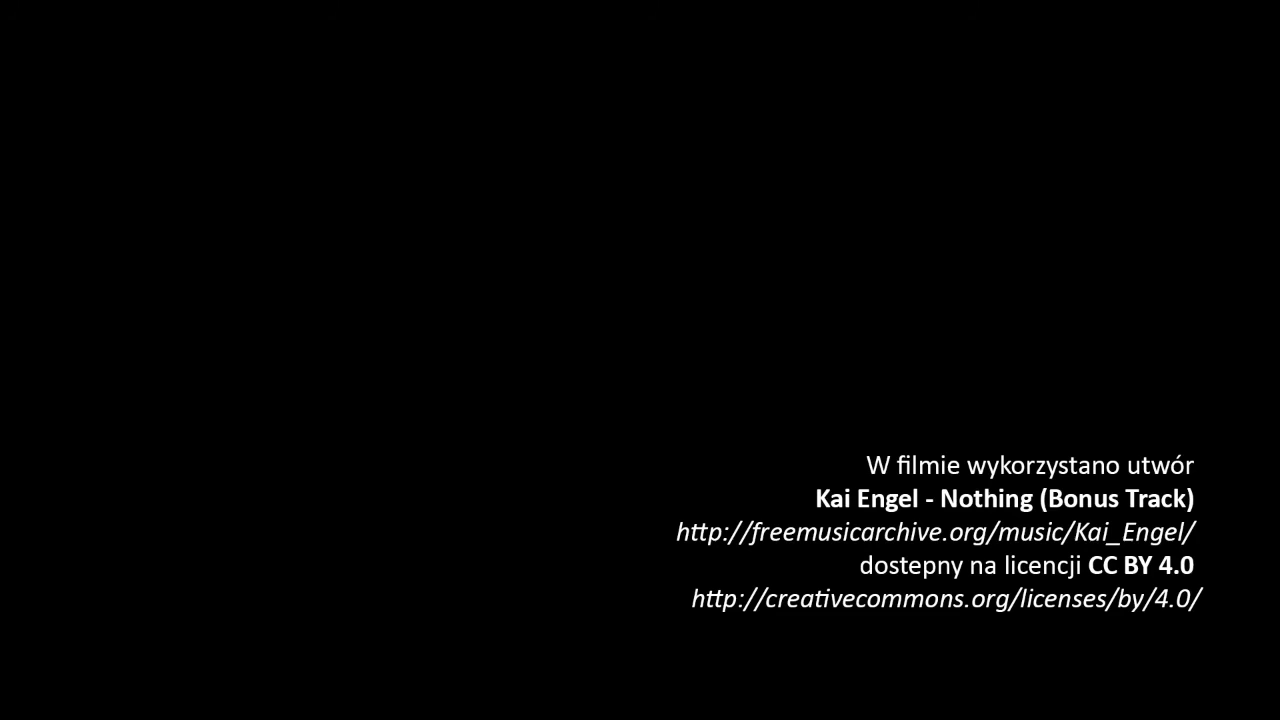 W filmie wykorzystano utwór
Kai Engel - Nothing (Bonus Track)
http://freemusicarchive.org/music/Kai_Engel/
dostepny na licencji CC BY 4.0
http://creativecommons.org/licenses/by/4.0/